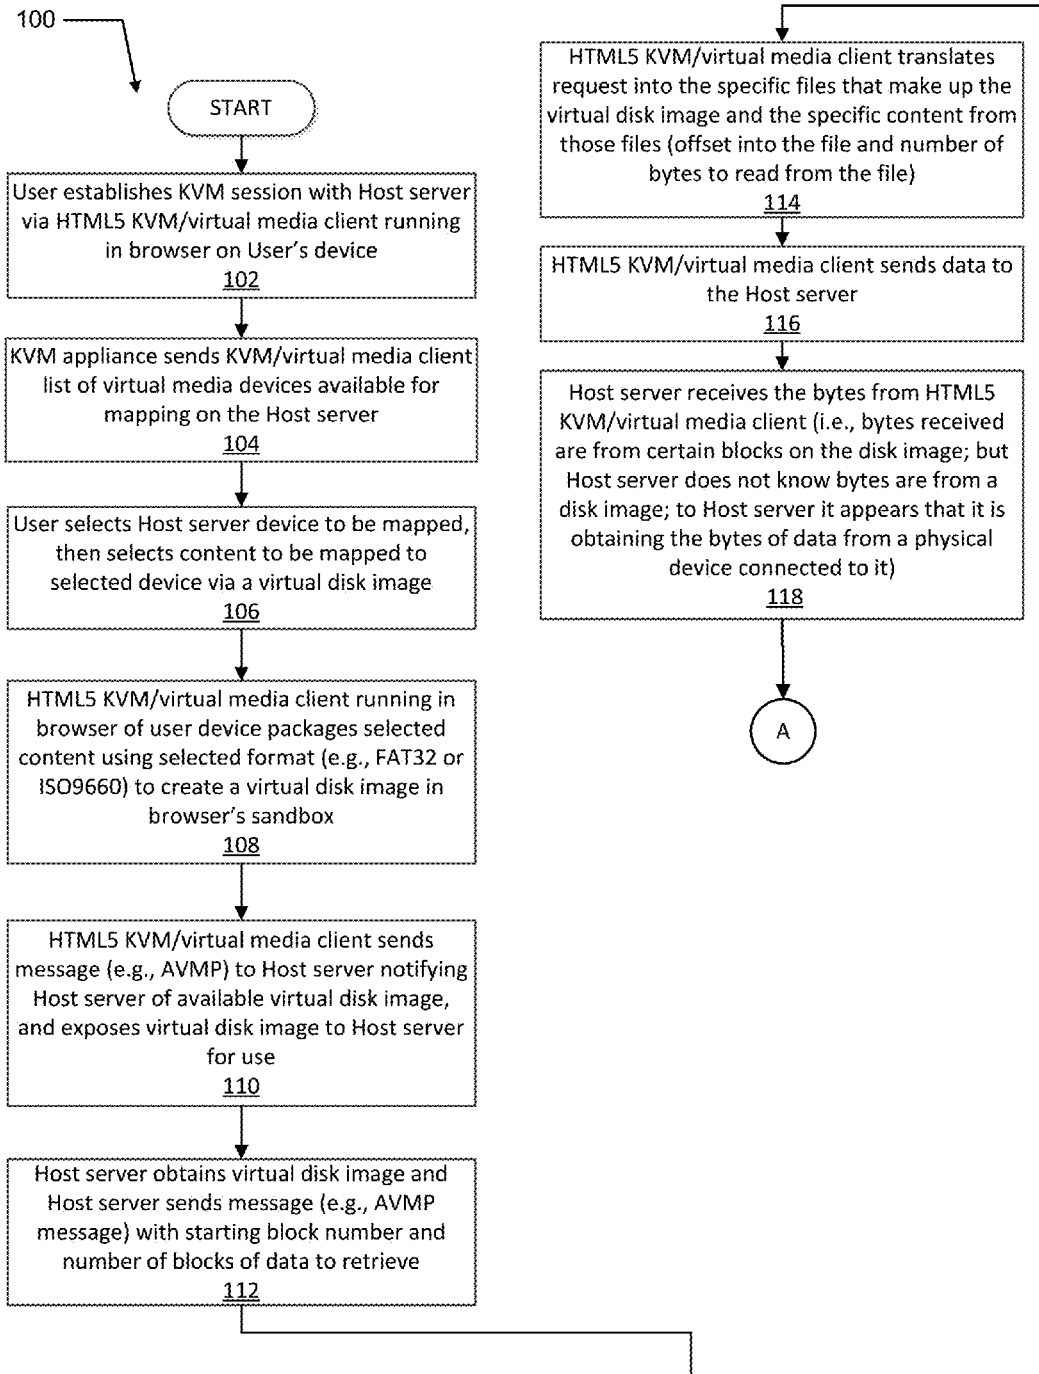 100
START
User establishes KVM session with Host server
via HTML5 KVM/virtual media client running
in browser on User's device
102
KVM appliance sends KVM/virtual media client
list of virtual media devices available for
mapping on the Host server
104
User selects Host server device to be mapped,
then selects content to be mapped to
selected device via a virtual disk image
106
HTML5 KVM/virtual media client running in
browser of user device packages selected
content using selected format (e.g., FAT32 or
ISO9660) to create a virtual disk image in
browser's sandbox
108
HTML5 KVM/virtual media client sends
message (e.g., AVMP) to Host server notifying
Host server of available virtual disk image,
and exposes virtual disk image to Host server
for use
110
Host server obtains virtual disk image and
Host server sends message (e.g., AVMP
message) with starting block number and
number of blocks of data to retrieve
112
HTML5 KVM/virtual media client translates
request into the specific files that make up the
virtual disk image and the specific content from
those files (offset into the file and number of
bytes to read from the file)
114
HTML5 KVM/virtual media client sends data to
the Host server
116
Host server receives the bytes from HTML5
KVM/virtual media client (i.e., bytes received
are from certain blocks on the disk image; but
Host server does not know bytes are from a
disk image; to Host server it appears that it is
obtaining the bytes of data from a physical
device connected to it)
118
A